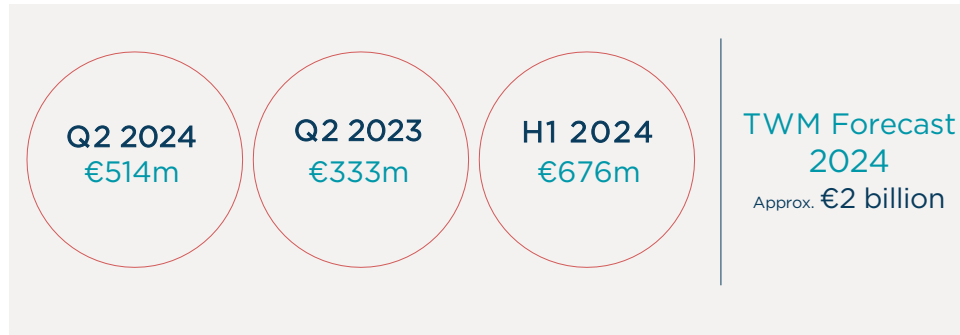 Q2 2024
€514m
Q2 2023
€333m
H1 2024
€676m
TWM Forecast
2024
Approx. €2 billion